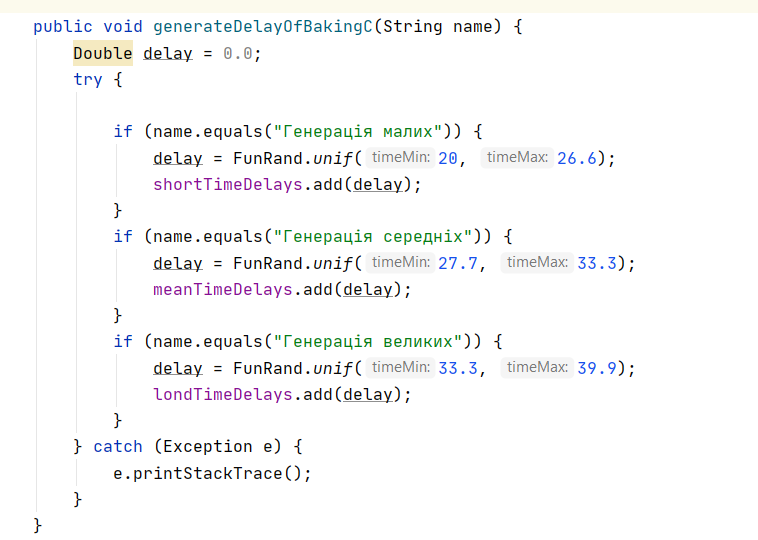 public void generateDelayOfBakingC(String name) {
Double delay = 0.0;
try {
if (name.equals("Генерація малих")) {
delay = FunRand.unif( timeMin: 20, timeMax: 26.6);
shortTimeDelays.add(delay);
}
if (name.equals("Генерація середніх")) {
delay = FunRand.unif( timeMin: 27.7, timeMax: 33.3);
meanTimeDelays.add(delay);
}
if (name.equals("Генерація великих")) {
delay = FunRand.unif( timeMin: 33.3, timeMax: 39.9);
londTimeDelays.add(delay);
}
} catch (Exception e) {
e.printStackTrace();
}
}